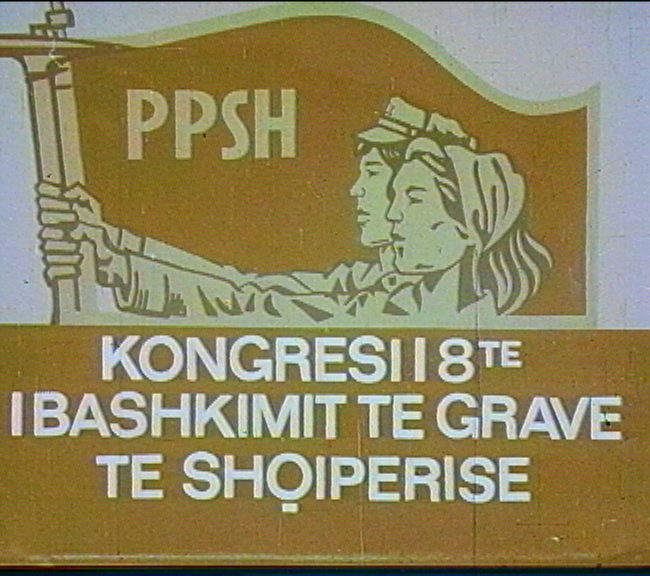 PPSH
KONGRESI I 8TE
I BASHKIMIT TE GRAVE
TE SHQIPERISE